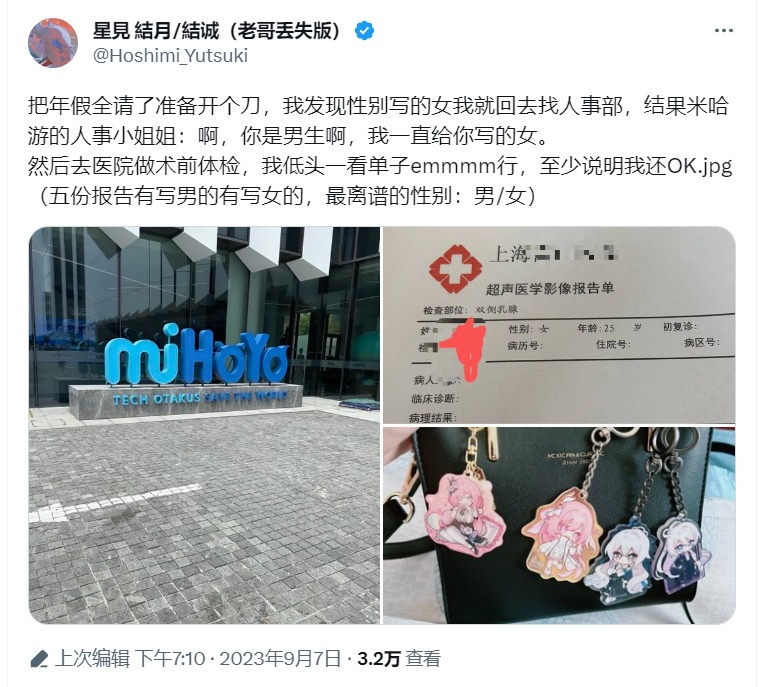 星見 結月/結诚（老哥丟失版）
@Hoshimi_Yutsuki
把年假全请了准备开个刀，我发现性别写的女我就回去找人事部，结果米哈
游的人事小姐姐：啊，你是男生啊，我一直给你写的女。
然后去医院做术前体检，我低头一看单子emmmm行，至少说明我还OK.jpg
（五份报告有写男的有写女的，最离谱的性别：男/女）
miHoYo
TECH OTAKUS SAVE THE WORLD
上海
超声医学影像报告单
检查部位：双侧乳腺
性别：女 年龄：25 岁 初复诊：
病历号： 住院号： 病区号：
病人
临床诊断：
病理结果：
Since
上次编辑 下午7:10 · 2023年9月7日 · 3.2万 查看